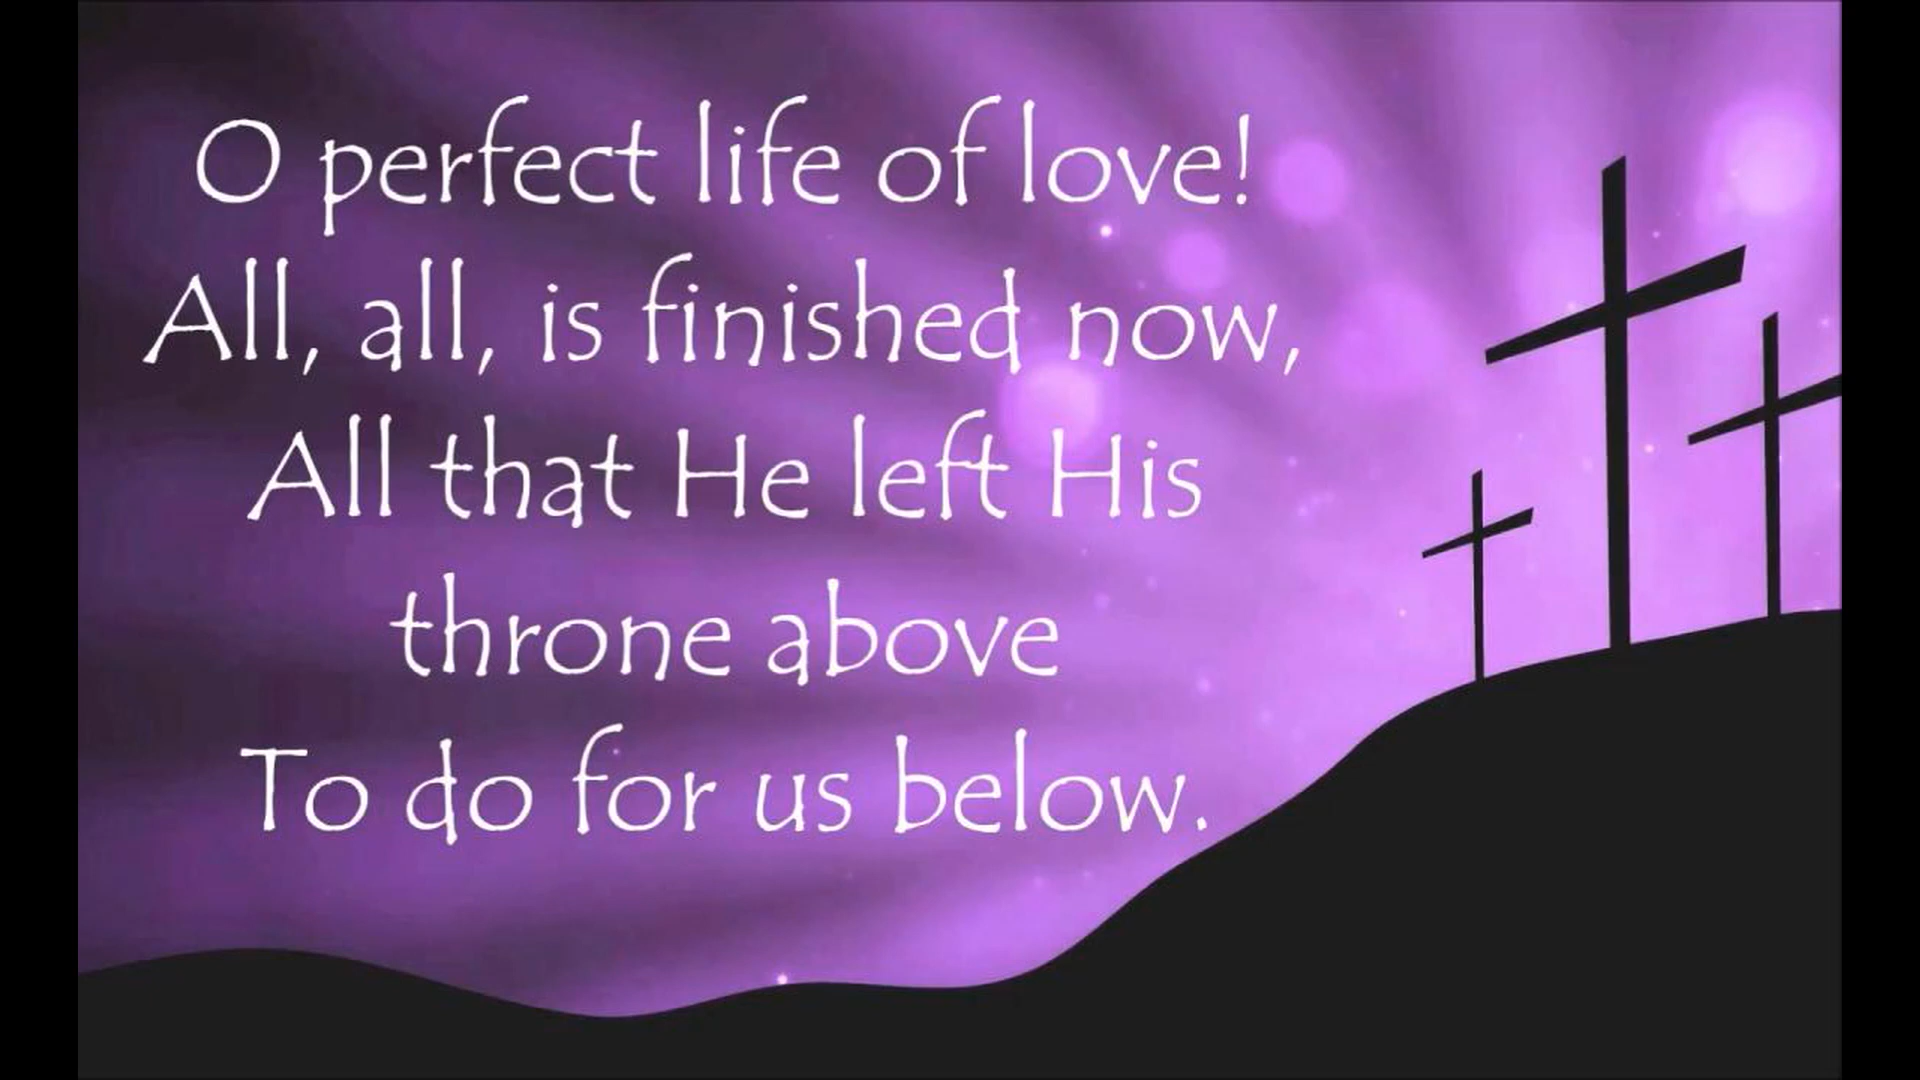 O perfect life of love!
All, all, is finished now,
All that He left His
throne above
To do for us below.